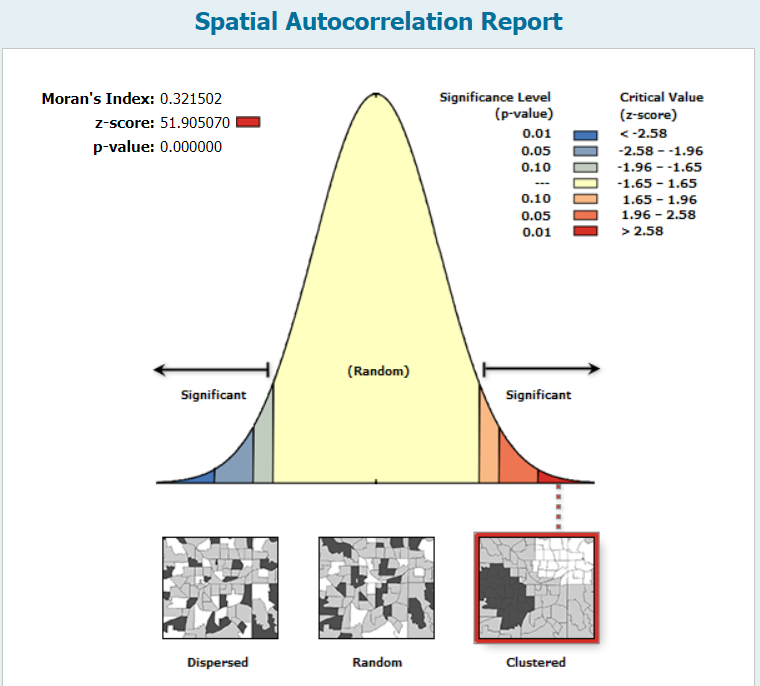 Spatial Autocorrelation Report
Moran's Index: 0.321502
z-score: 51.905070
p-value: 0.000000
Significance Level
(p-value)
Critical Value
(z-score)
0.01 < -2.58
0.05 -2.58 – -1.96
0.10 -1.96 – -1.65
--- -1.65 – 1.65
0.10 1.65 – 1.96
0.05 1.96 – 2.58
0.01 > 2.58
(Random)
Significant
Significant
Dispersed
Random
Clustered